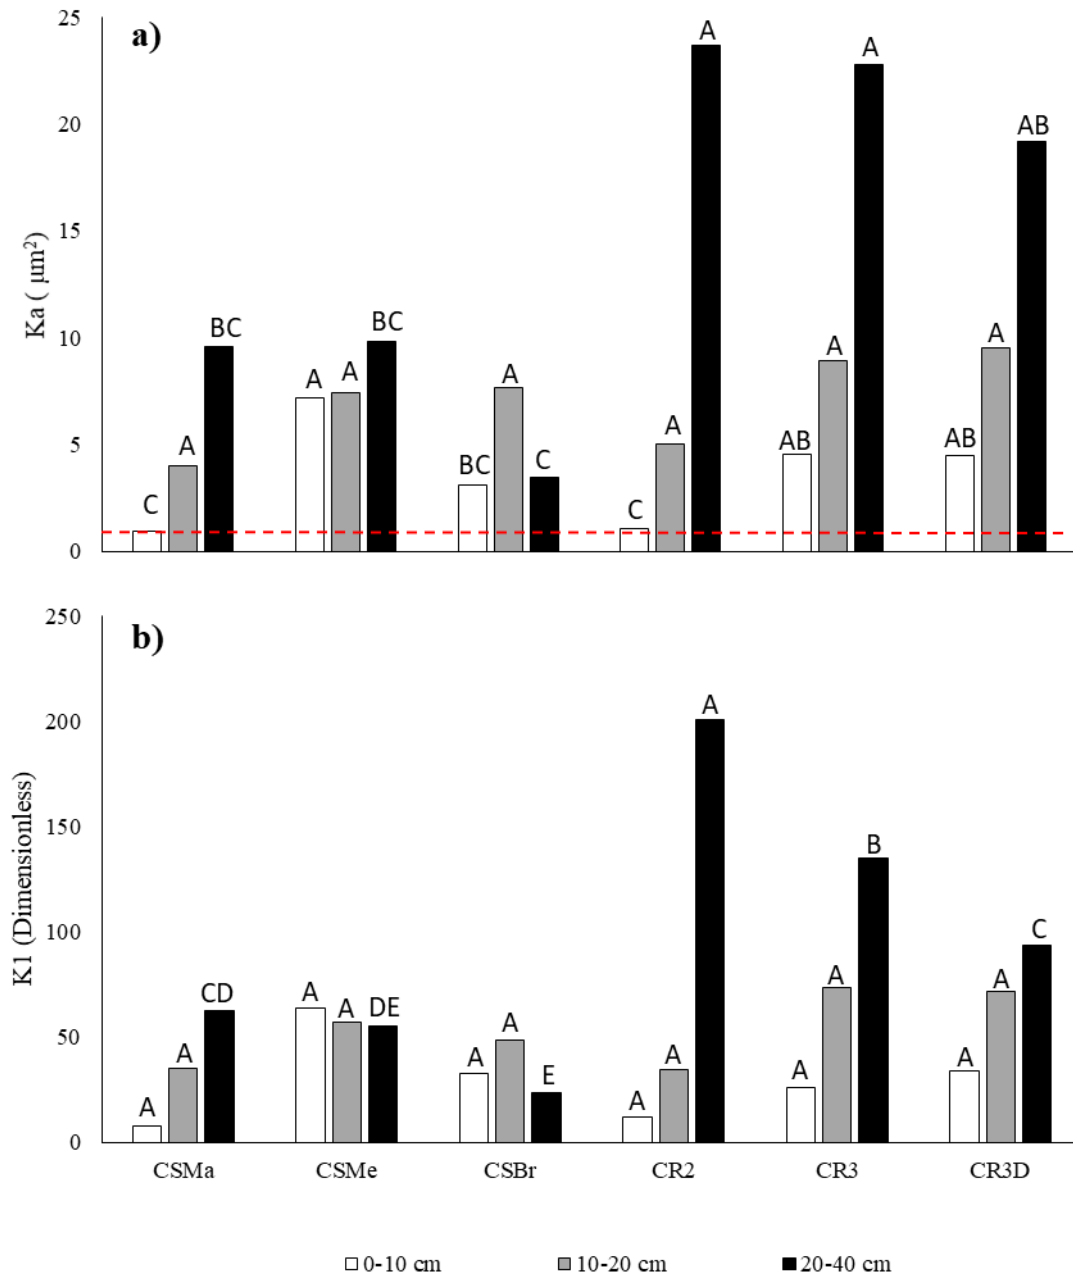 a)
25
20
15
10
5
0
Ka ( µm²)
C
A
BC
A
A
BC
BC
A
C
C
A
A
AB
A
A
AB
A
AB
b)
250
200
150
100
50
0
K1 (Dimensionless)
A
A
CD
A
A
DE
A
A
E
A
A
A
A
A
B
A
A
C
CSMa CSMe CSBr CR2 CR3 CR3D
0-10 cm 10-20 cm 20-40 cm